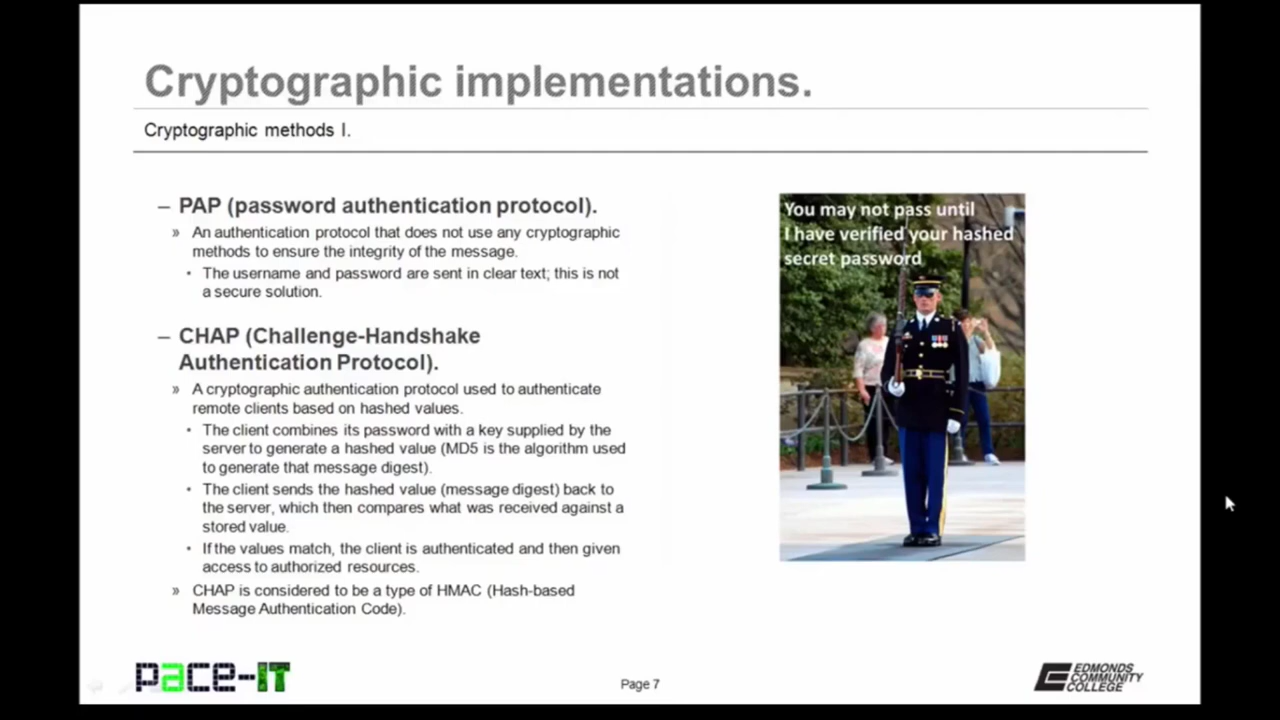 Cryptographic implementations.
Cryptographic methods I.
– PAP (password authentication protocol).
» An authentication protocol that does not use any cryptographic
methods to ensure the integrity of the message.
• The username and password are sent in clear text; this is not
a secure solution.
– CHAP (Challenge-Handshake
Authentication Protocol).
» A cryptographic authentication protocol used to authenticate
remote clients based on hashed values.
• The client combines its password with a key supplied by the
server to generate a hashed value (MD5 is the algorithm used
to generate that message digest).
• The client sends the hashed value (message digest) back to
the server, which then compares what was received against a
stored value.
• If the values match, the client is authenticated and then given
access to authorized resources.
» CHAP is considered to be a type of HMAC (Hash-based
Message Authentication Code).
You may not pass until
I have verified your hashed
secret password
pace-IT
Page 7
EDMONDS
COMMUNITY
COLLEGE